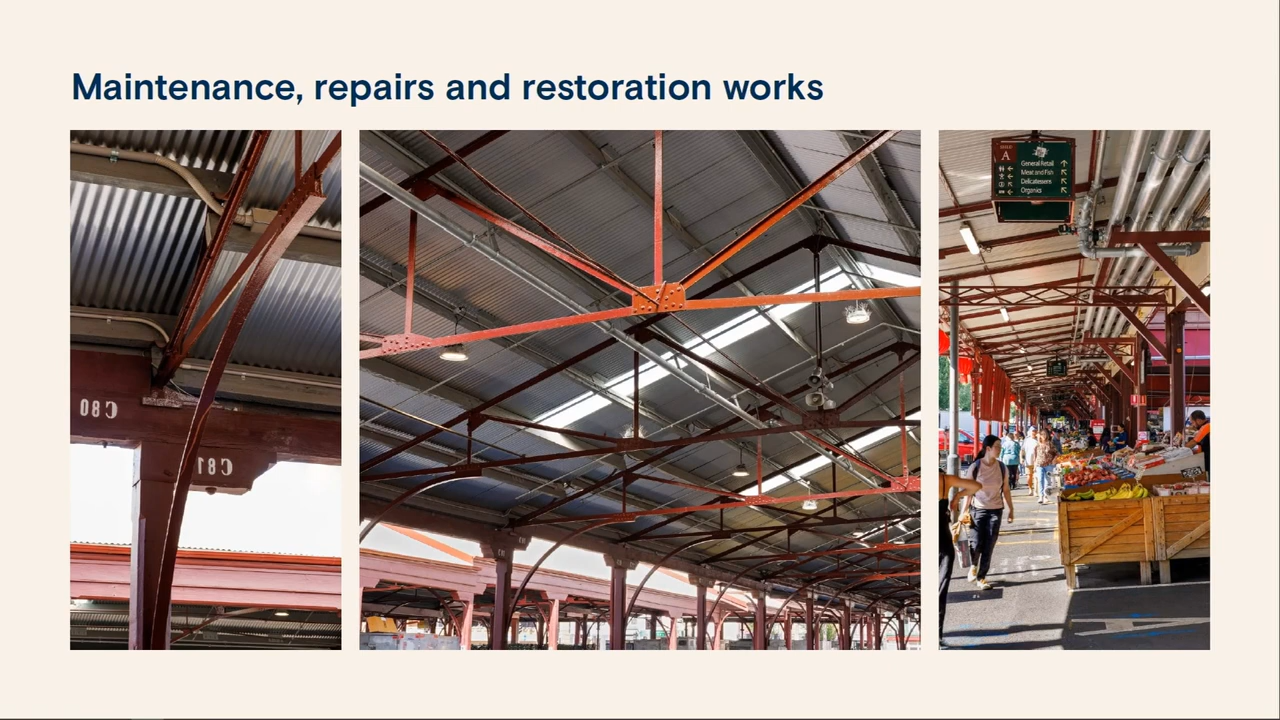 Maintenance, repairs and restoration works
C80
C81
A
General Retail
Meat and Fish
Delicatessens
Organics